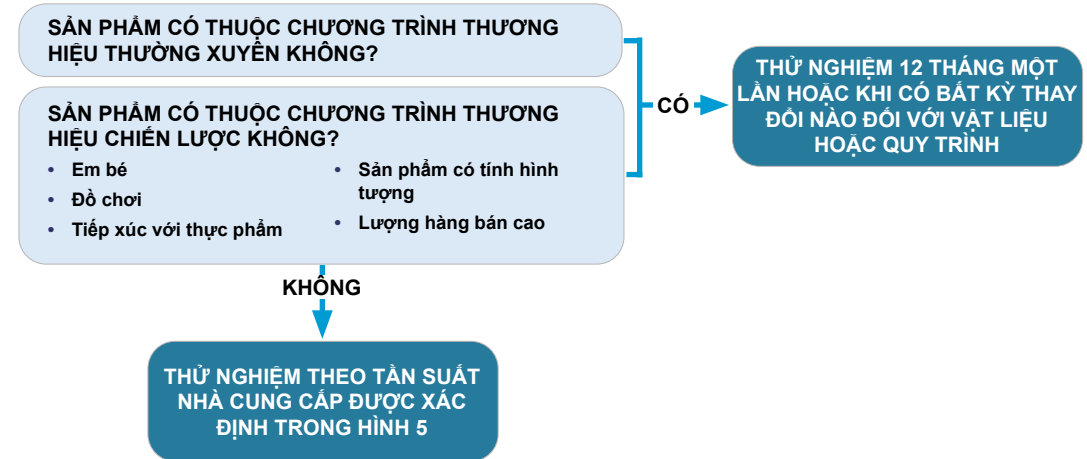 SẢN PHẨM CÓ THUỘC CHƯƠNG TRÌNH THƯƠNG
HIỆU THƯỜNG XUYÊN KHÔNG?
SẢN PHẨM CÓ THUỘC CHƯƠNG TRÌNH THƯƠNG
HIỆU CHIẾN LƯỢC KHÔNG?
• Em bé
• Đồ chơi
• Tiếp xúc với thực phẩm
• Sản phẩm có tính hình
tượng
• Lượng hàng bán cao
CÓ
THỬ NGHIỆM 12 THÁNG MỘT
LẦN HOẶC KHI CÓ BẤT KỲ THAY
ĐỔI NÀO ĐỐI VỚI VẬT LIỆU
HOẶC QUY TRÌNH
KHÔNG
THỬ NGHIỆM THEO TẦN SUẤT
NHÀ CUNG CẤP ĐƯỢC XÁC
ĐỊNH TRONG HÌNH 5